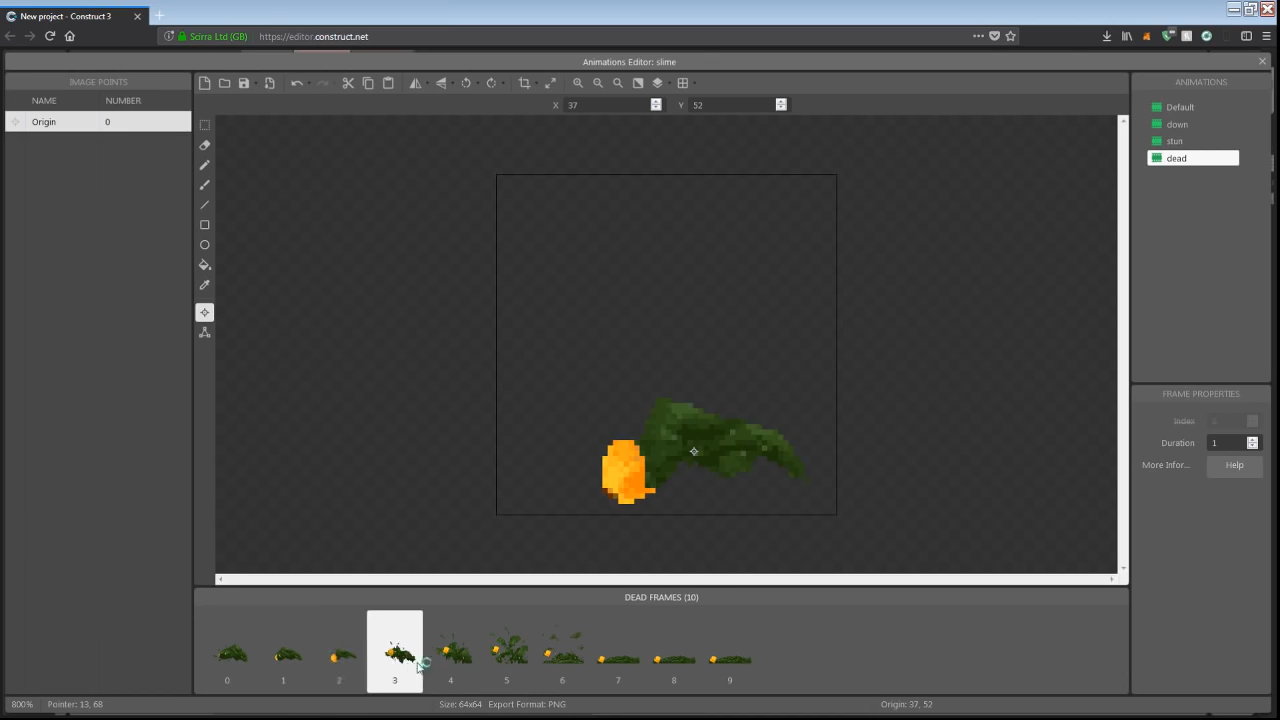 New project - Construct 3
Scirra Ltd (GB) https://editor.construct.net
Animations Editor: slime
IMAGE POINTS
NAME NUMBER
Origin 0
X 37 Y 52
ANIMATIONS
Default
down
stun
dead
FRAME PROPERTIES
Index
Duration 1
More Infor... Help
DEAD FRAMES (10)
0 1 2 3 4 5 6 7 8 9
800% Pointer: 13, 68 Size: 64x64 Export Format: PNG Origin: 37, 52